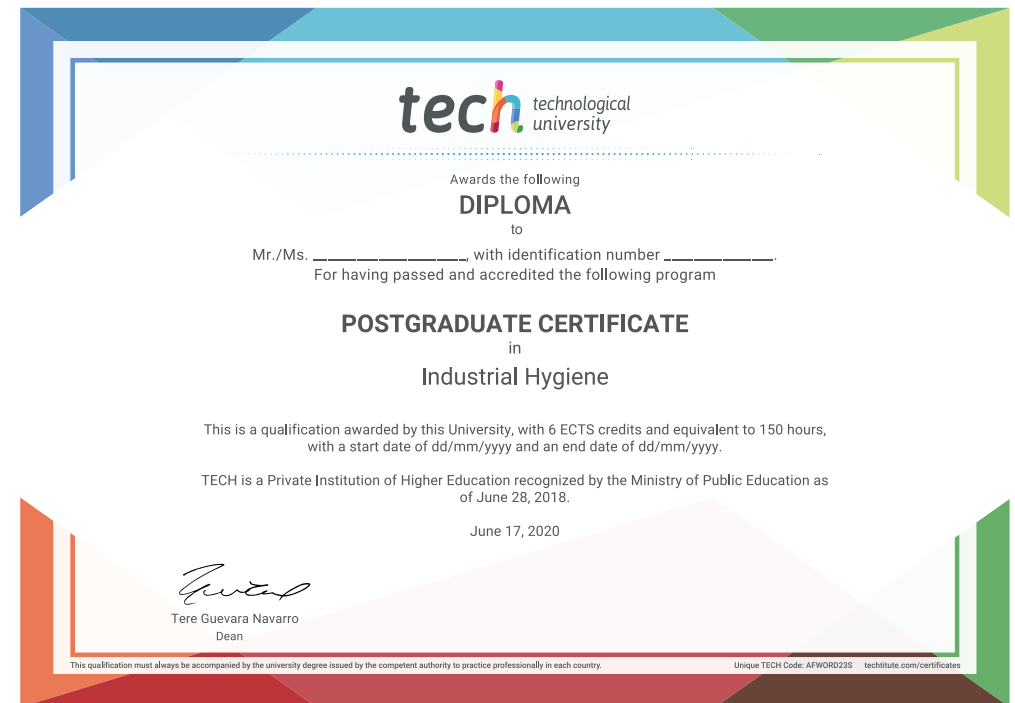 tech technological
university
Awards the following
DIPLOMA
to
Mr./Ms. _________________, with identification number ____________.
For having passed and accredited the following program
POSTGRADUATE CERTIFICATE
in
Industrial Hygiene
This is a qualification awarded by this University, with 6 ECTS credits and equivalent to 150 hours,
with a start date of dd/mm/yyyy and an end date of dd/mm/yyyy.
TECH is a Private Institution of Higher Education recognized by the Ministry of Public Education as
of June 28, 2018.
June 17, 2020
Tere Guevara Navarro
Dean
This qualification must always be accompanied by the university degree issued by the competent authority to practice professionally in each country.
Unique TECH Code: AFWORD23S techtitute.com/certificates